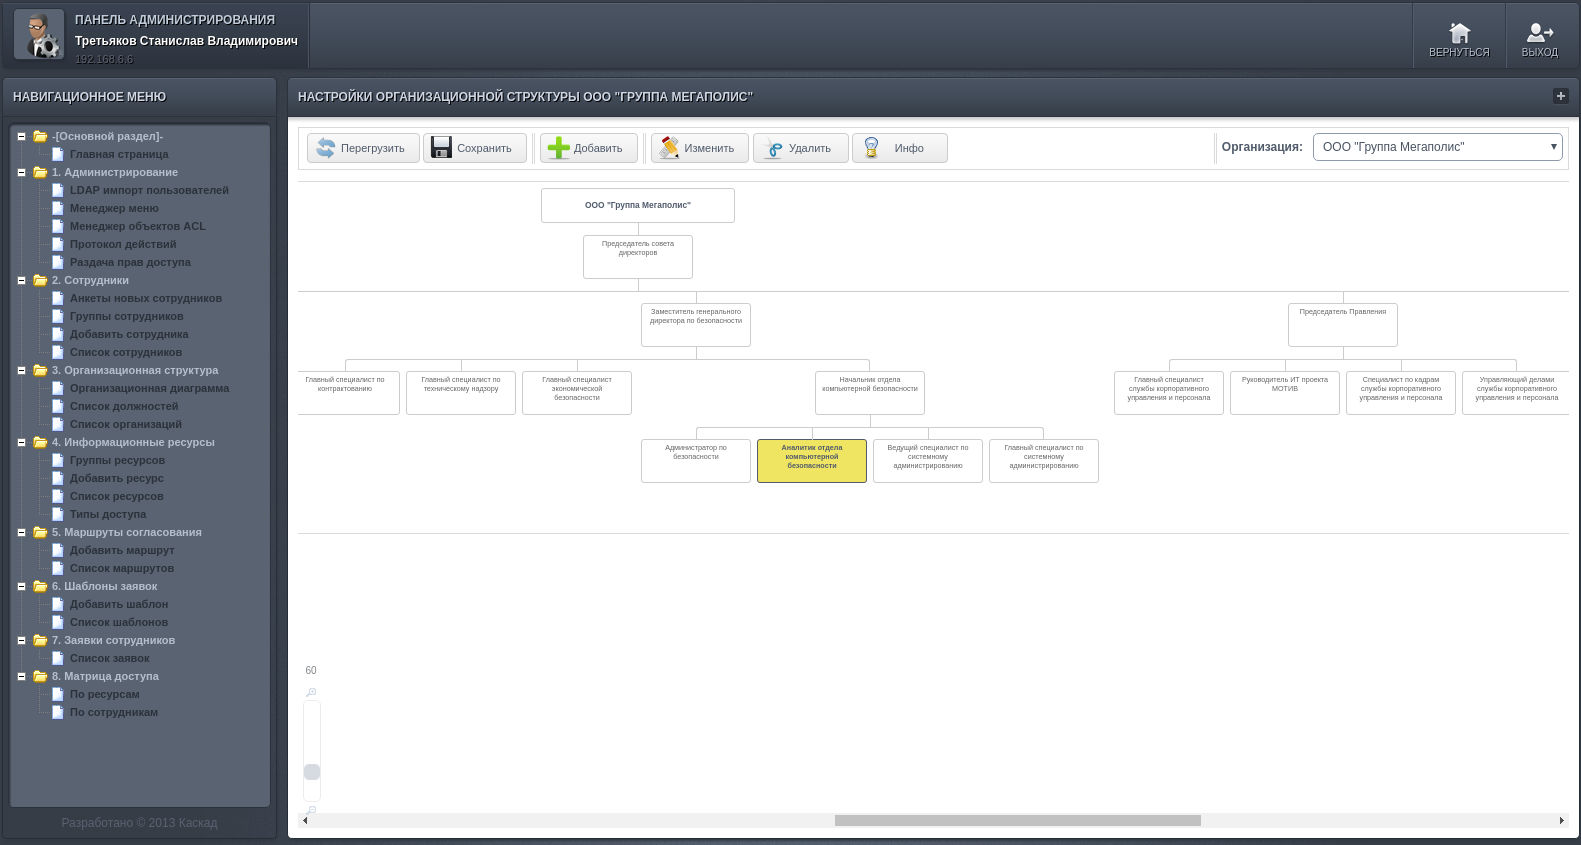 ПАНЕЛЬ АДМИНИСТРИРОВАНИЯ
Третьяков Станислав Владимирович
192.168.6.6
ВЕРНУТЬСЯ
ВЫХОД
НАВИГАЦИОННОЕ МЕНЮ
-[Основной раздел]-
Главная страница
1. Администрирование
LDAP импорт пользователей
Менеджер меню
Менеджер объектов ACL
Протокол действий
Раздача прав доступа
2. Сотрудники
Анкеты новых сотрудников
Группы сотрудников
Добавить сотрудника
Список сотрудников
3. Организационная структура
Организационная диаграмма
Список должностей
Список организаций
4. Информационные ресурсы
Группы ресурсов
Добавить ресурс
Список ресурсов
Типы доступа
5. Маршруты согласования
Добавить маршрут
Список маршрутов
6. Шаблоны заявок
Добавить шаблон
Список шаблонов
7. Заявки сотрудников
Список заявок
8. Матрица доступа
По ресурсам
По сотрудникам
Разработано © 2013 Каскад
НАСТРОЙКИ ОРГАНИЗАЦИОННОЙ СТРУКТУРЫ ООО "ГРУППА МЕГАПОЛИС"
Перегрузить
Сохранить
Добавить
Изменить
Удалить
Инфо
Организация:
ООО "Группа Мегаполис"
ООО "Группа Мегаполис"
Председатель совета
директоров
Заместитель генерального
директора по безопасности
Председатель Правления
Главный специалист по
контрактованию
Главный специалист по
техническому надзору
Главный специалист
экономической
безопасности
Начальник отдела
компьютерной безопасности
Главный специалист
службы корпоративного
управления и персонала
Руководитель ИТ проекта
МОТИВ
Специалист по кадрам
службы корпоративного
управления и персонала
Управляющий делами
службы корпоративного
управления и персонала
Администратор по
безопасности
Аналитик отдела
компьютерной
безопасности
Ведущий специалист по
системному
администрированию
Главный специалист по
системному
администрированию
60